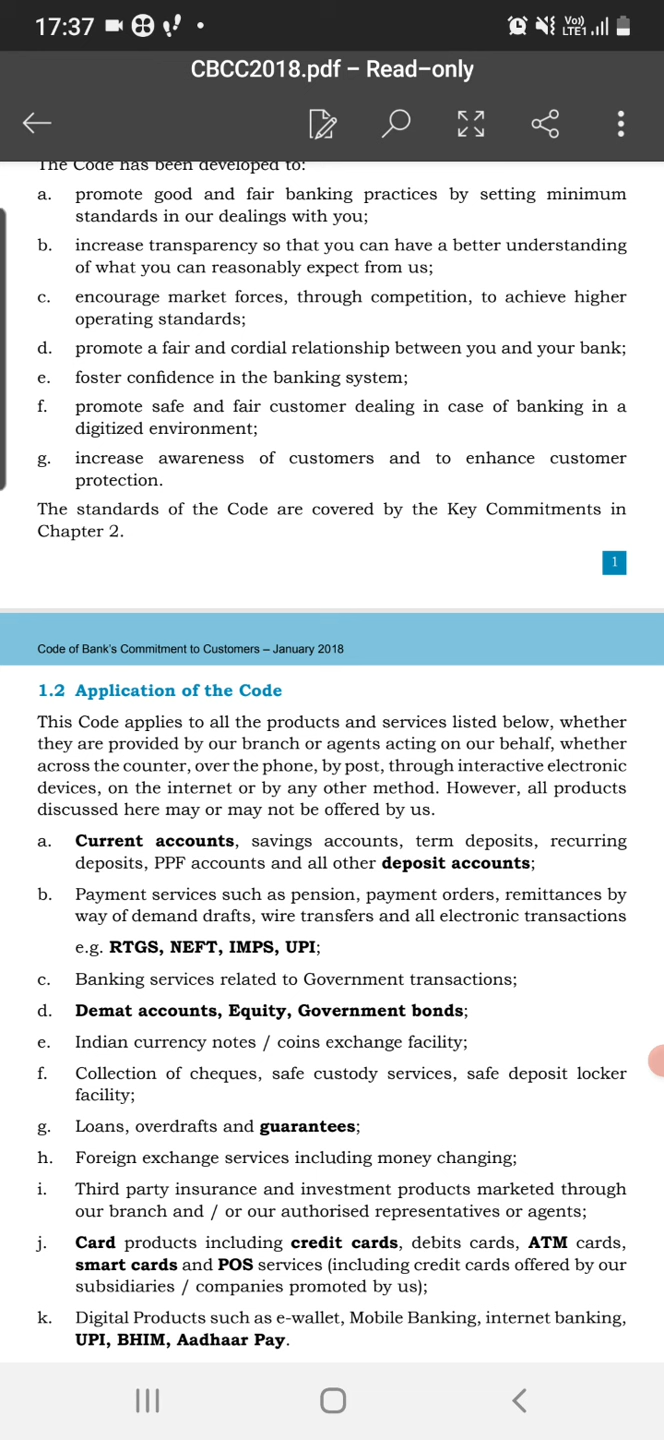 17:37
Vo))
LTE1
CBCC2018.pdf – Read-only
The Code has been developed to:
a. promote good and fair banking practices by setting minimum
standards in our dealings with you;
b. increase transparency so that you can have a better understanding
of what you can reasonably expect from us;
c. encourage market forces, through competition, to achieve higher
operating standards;
d. promote a fair and cordial relationship between you and your bank;
e. foster confidence in the banking system;
f. promote safe and fair customer dealing in case of banking in a
digitized environment;
g. increase awareness of customers and to enhance customer
protection.
The standards of the Code are covered by the Key Commitments in
Chapter 2.
1
Code of Bank's Commitment to Customers – January 2018
1.2 Application of the Code
This Code applies to all the products and services listed below, whether
they are provided by our branch or agents acting on our behalf, whether
across the counter, over the phone, by post, through interactive electronic
devices, on the internet or by any other method. However, all products
discussed here may or may not be offered by us.
a. Current accounts, savings accounts, term deposits, recurring
deposits, PPF accounts and all other deposit accounts;
b. Payment services such as pension, payment orders, remittances by
way of demand drafts, wire transfers and all electronic transactions
e.g. RTGS, NEFT, IMPS, UPI;
c. Banking services related to Government transactions;
d. Demat accounts, Equity, Government bonds;
e. Indian currency notes / coins exchange facility;
f. Collection of cheques, safe custody services, safe deposit locker
facility;
g. Loans, overdrafts and guarantees;
h. Foreign exchange services including money changing;
i. Third party insurance and investment products marketed through
our branch and / or our authorised representatives or agents;
j. Card products including credit cards, debits cards, ATM cards,
smart cards and POS services (including credit cards offered by our
subsidiaries / companies promoted by us);
k. Digital Products such as e-wallet, Mobile Banking, internet banking,
UPI, BHIM, Aadhaar Pay.